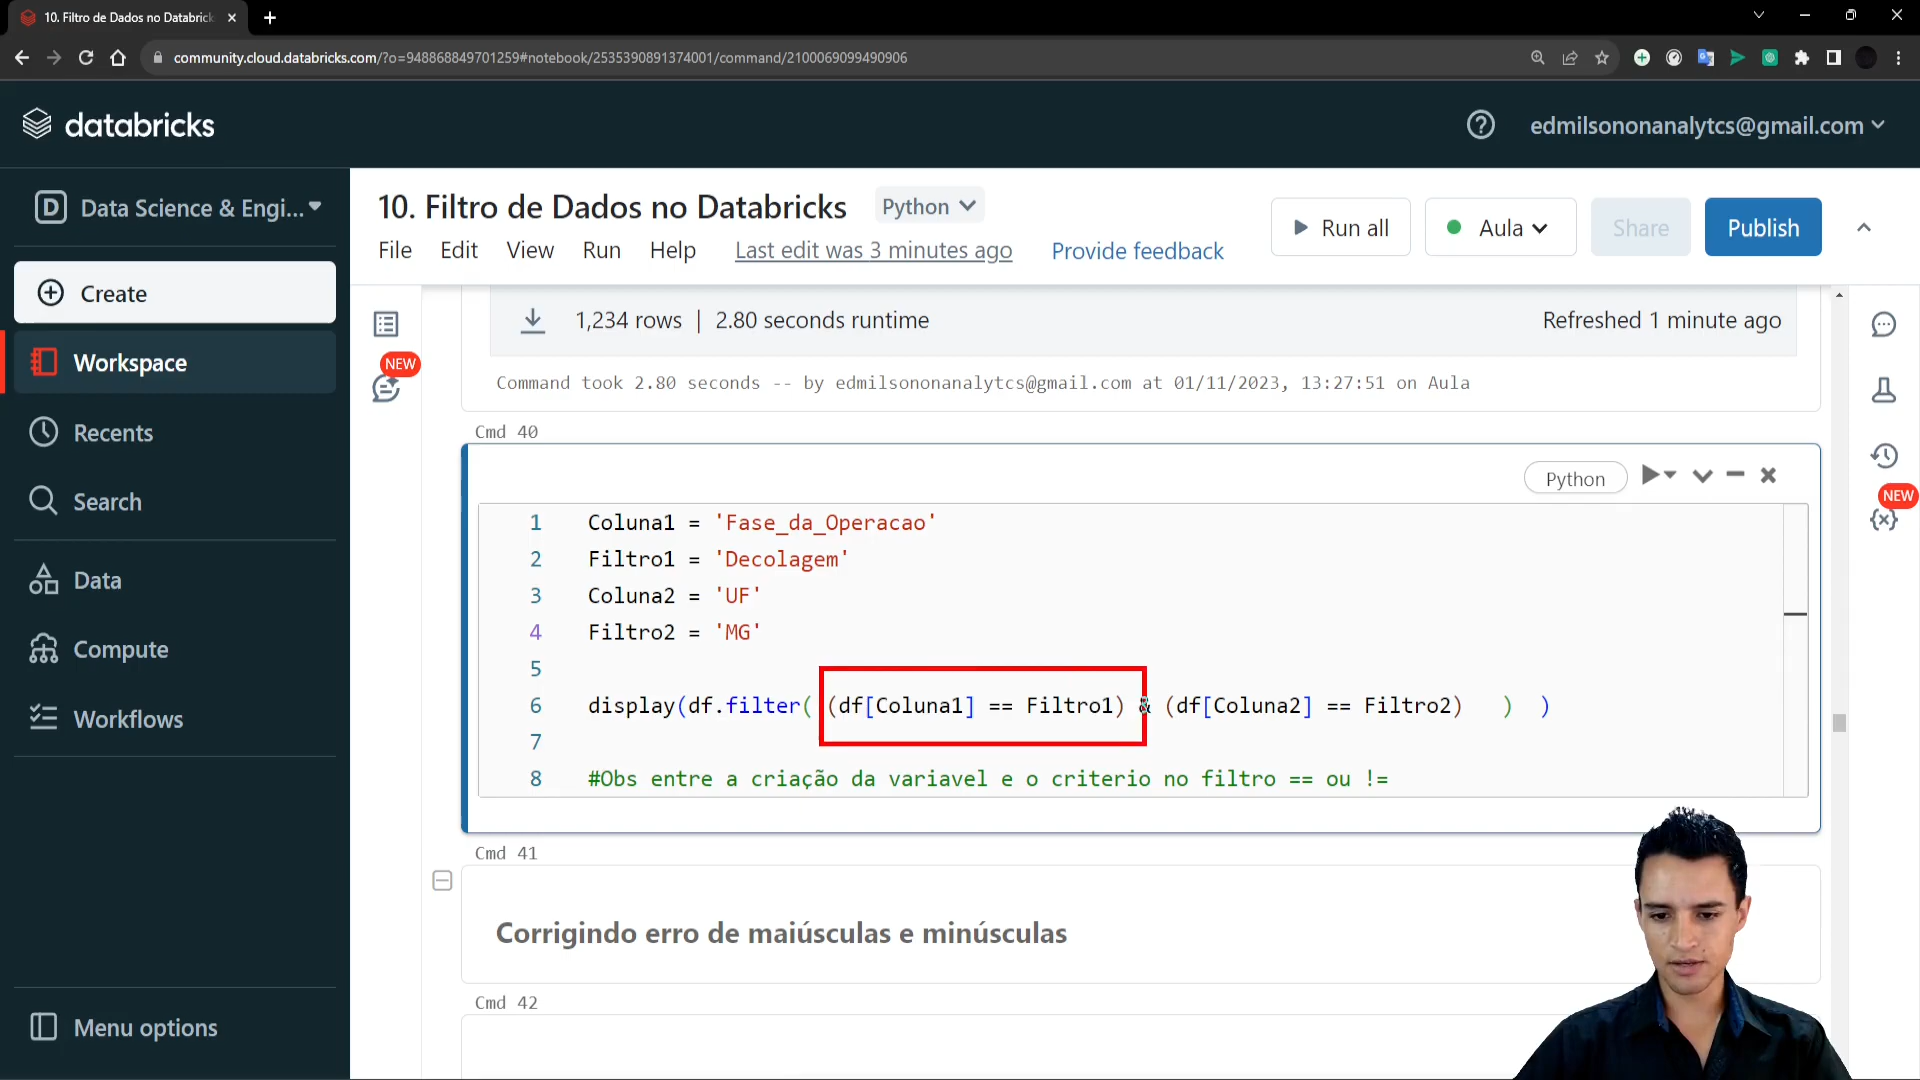 10. Filtro de Dados no Databrick
community.cloud.databricks.com/?o=948868849701259#notebook/2535390891374001/command/2100069099490906
databricks
edmilsononanalytcs@gmail.com
D Data Science & Engi...
10. Filtro de Dados no Databricks
Python
File Edit View Run Help Last edit was 3 minutes ago Provide feedback
Run all
Aula
Share
Publish
Create
Workspace
Recents
Search
Data
Compute
Workflows
Menu options
NEW
1,234 rows | 2.80 seconds runtime
Refreshed 1 minute ago
Command took 2.80 seconds -- by edmilsononanalytcs@gmail.com at 01/11/2023, 13:27:51 on Aula
Cmd 40
Python
NEW
1 Coluna1 = 'Fase_da_Operacao'
2 Filtro1 = 'Decolagem'
3 Coluna2 = 'UF'
4 Filtro2 = 'MG'
5
6 display(df.filter( (df[Coluna1] == Filtro1) & (df[Coluna2] == Filtro2) ) )
7
8 #Obs entre a criação da variavel e o criterio no filtro == ou !=
Cmd 41
Corrigindo erro de maiúsculas e minúsculas
Cmd 42